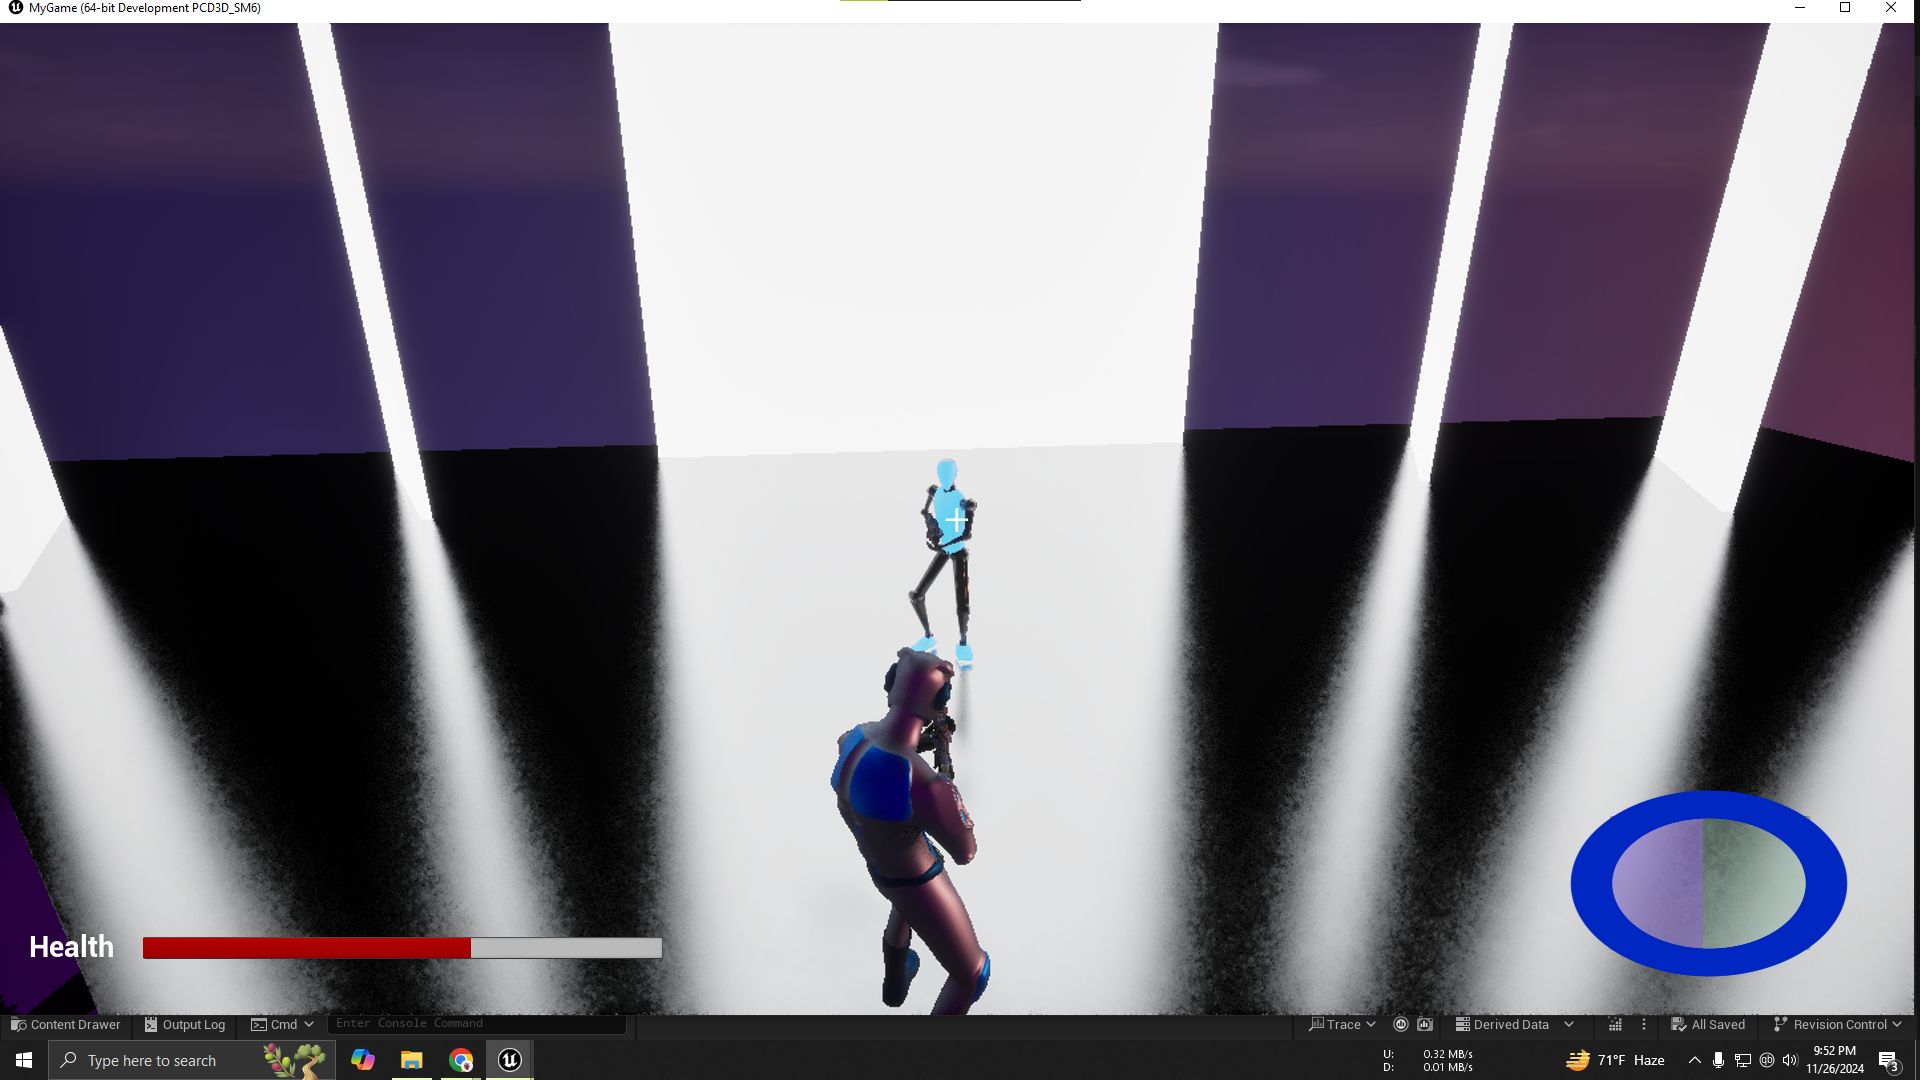 MyGame (64-bit Development PCD3D_SM6)
Health
Content Drawer
Output Log
Cmd
Enter Console Command
Trace
Derived Data
All Saved
Revision Control
Type here to search
U: 0.32 MB/s
D: 0.01 MB/s
71°F Haze
9:52 PM
11/26/2024
3